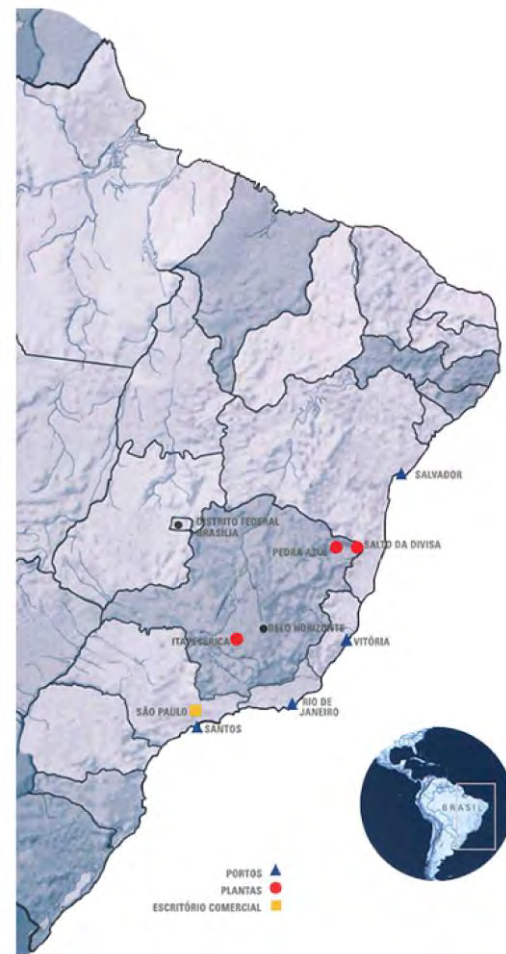 SALVADOR
DISTRITO FEDERAL
BRASÍLIA
PEDRA AZUL
SALTO DA DIVISA
BELO HORIZONTE
ITAPECERICA
VITÓRIA
RIO DE
JANEIRO
SÃO PAULO
SANTOS
BRASIL
PORTOS
PLANTAS
ESCRITÓRIO COMERCIAL